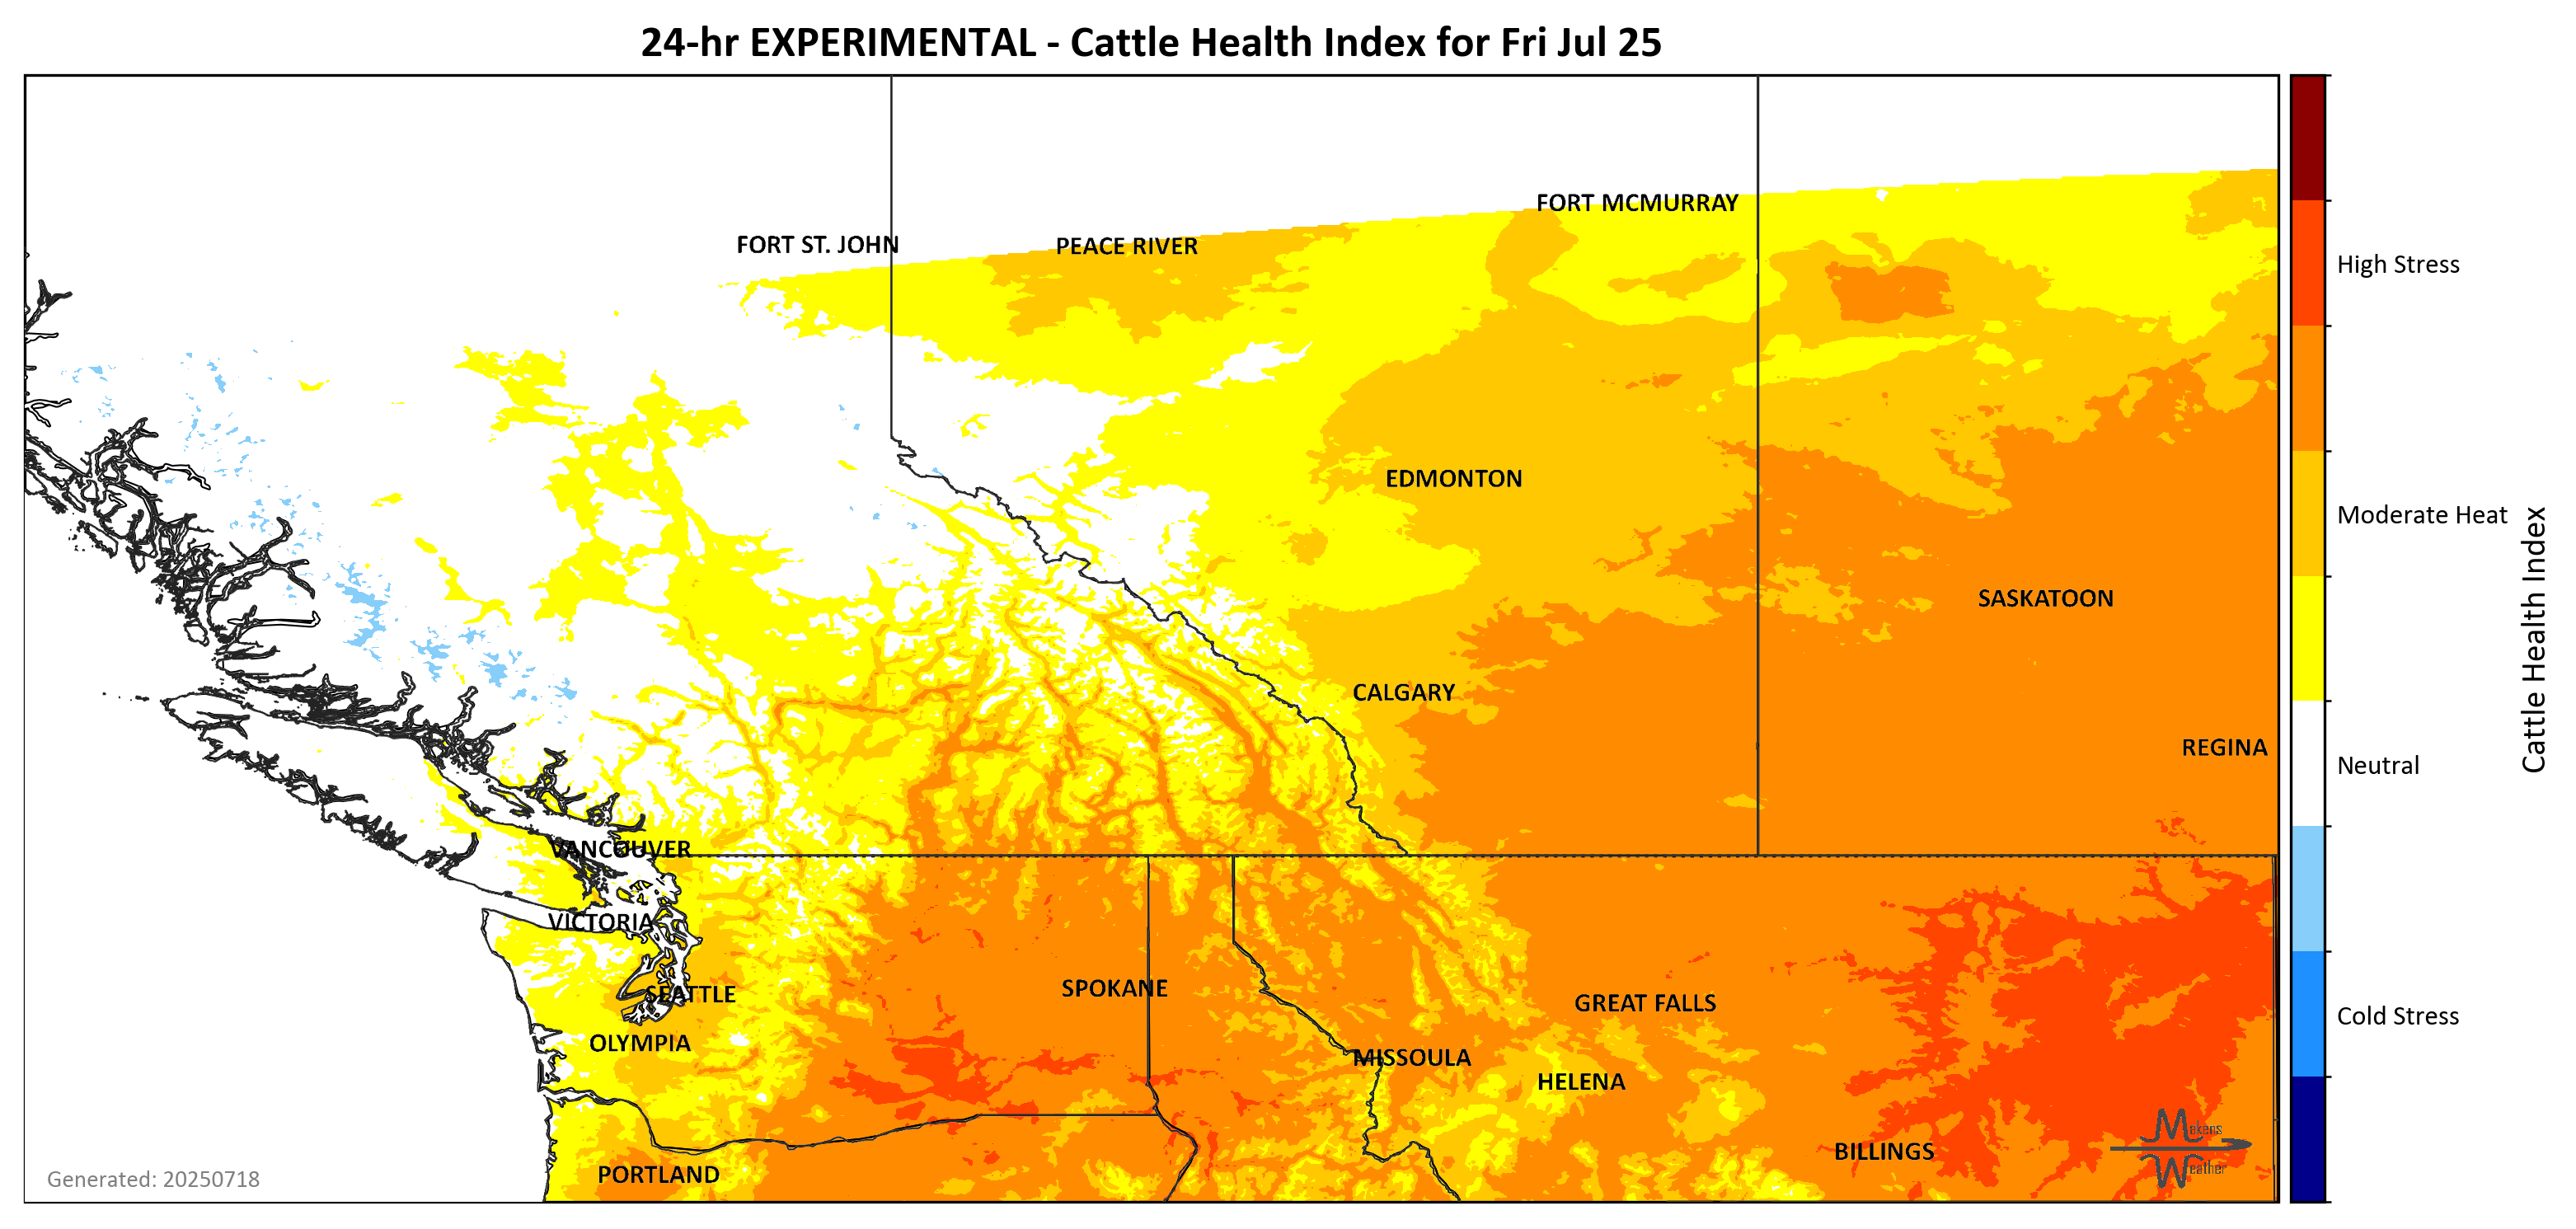 24-hr EXPERIMENTAL - Cattle Health Index for Fri Jul 25
FORT MCMURRAY
FORT ST. JOHN
PEACE RIVER
High Stress
EDMONTON
Moderate Heat
SASKATOON
CALGARY
Cattle Health Index
REGINA
Neutral
VANCOUVER
VICTORIA
SPOKANE
SEATTLE
GREAT FALLS
Cold Stress
OLYMPIA
MISSOULA
HELENA
Makens
BILLINGS
Weather
PORTLAND
Generated: 20250718